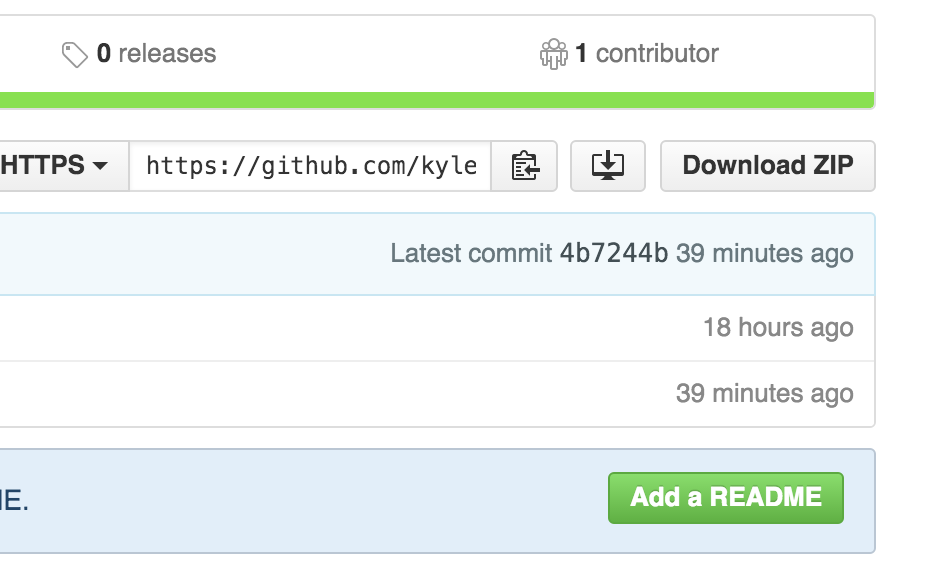 0 releases 1 contributor
HTTPS https://github.com/kyle Download ZIP
Latest commit 4b7244b 39 minutes ago
18 hours ago
39 minutes ago
E. Add a README